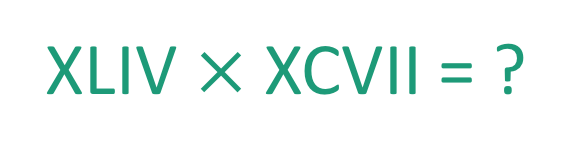 XLIV × XCVII = ?